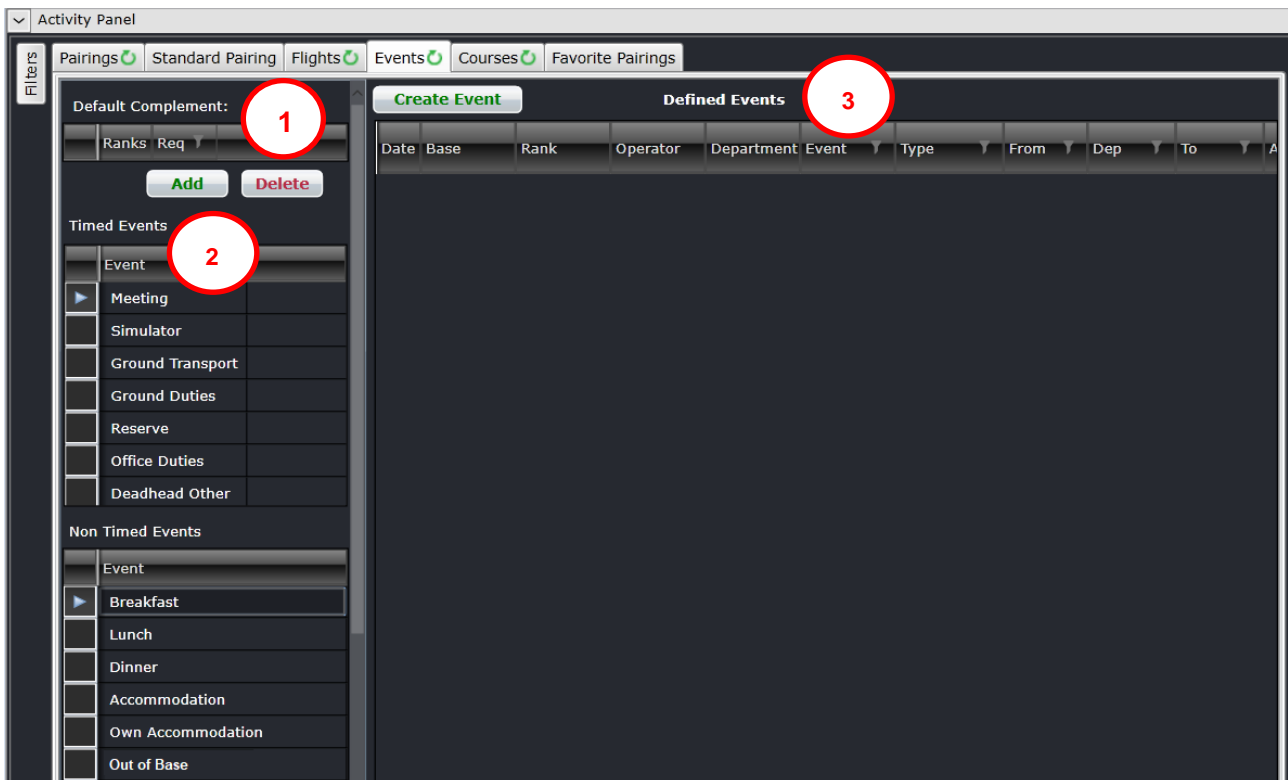 Activity Panel
Filters
Pairings Standard Pairing Flights Events Courses Favorite Pairings
Default Complement:
1
Ranks Req
Add Delete
Timed Events
2
Event
Meeting
Simulator
Ground Transport
Ground Duties
Reserve
Office Duties
Deadhead Other
Non Timed Events
Event
Breakfast
Lunch
Dinner
Accommodation
Own Accommodation
Out of Base
Create Event Defined Events 3
Date Base Rank Operator Department Event Type From Dep To A